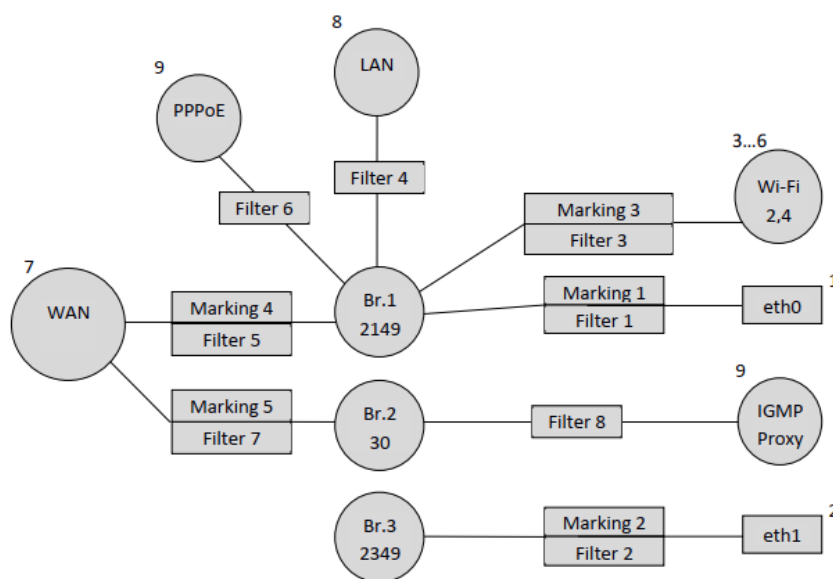 8
LAN
9
PPPoE
3...6
Wi-Fi
2,4
Filter 4
Filter 6
Marking 3
Filter 3
7
WAN
Marking 4
Filter 5
Br.1
2149
Marking 1
Filter 1
1
eth0
Marking 5
Filter 7
Br.2
30
Filter 8
9
IGMP
Proxy
Br.3
2349
Marking 2
Filter 2
2
eth1